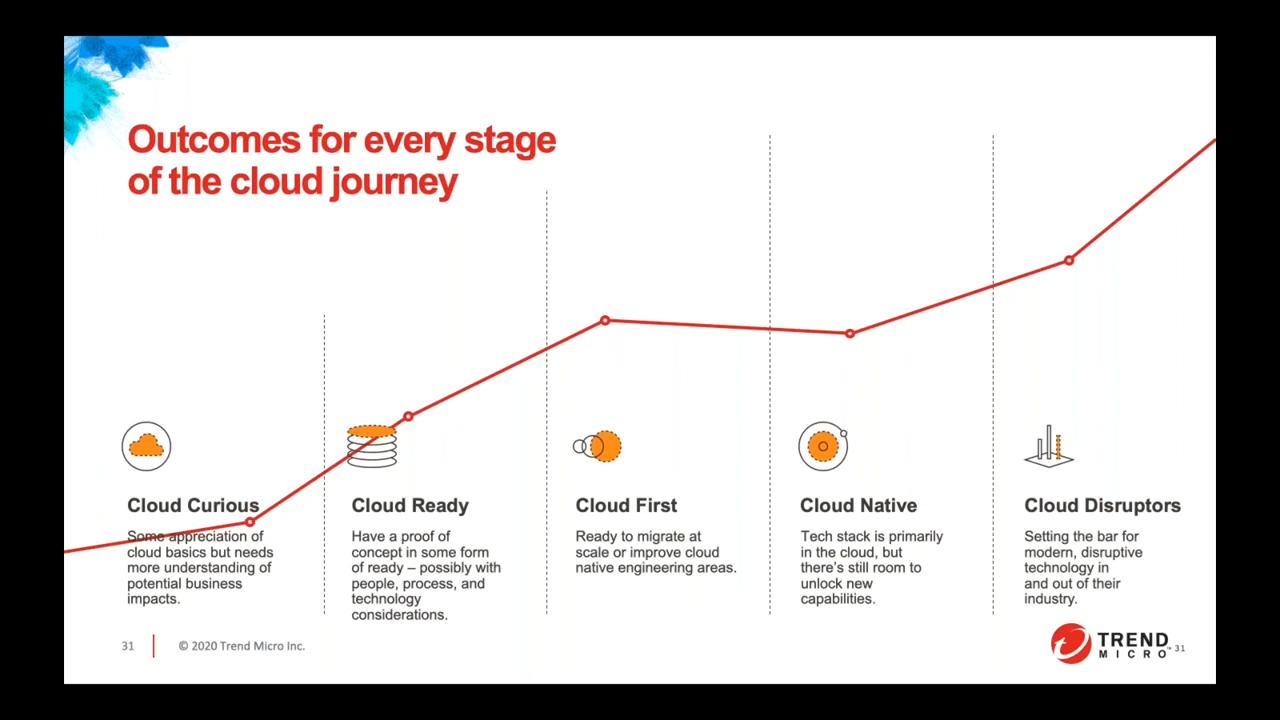 Outcomes for every stage
of the cloud journey
Cloud Curious
Some appreciation of
cloud basics but needs
more understanding of
potential business
impacts.
Cloud Ready
Have a proof of
concept in some form
of ready – possibly with
people, process, and
technology
considerations.
Cloud First
Ready to migrate at
scale or improve cloud
native engineering areas.
Cloud Native
Tech stack is primarily
in the cloud, but
there's still room to
unlock new
capabilities.
Cloud Disruptors
Setting the bar for
modern, disruptive
technology in
and out of their
industry.
31
© 2020 Trend Micro Inc.
TREND
MICRO™
31